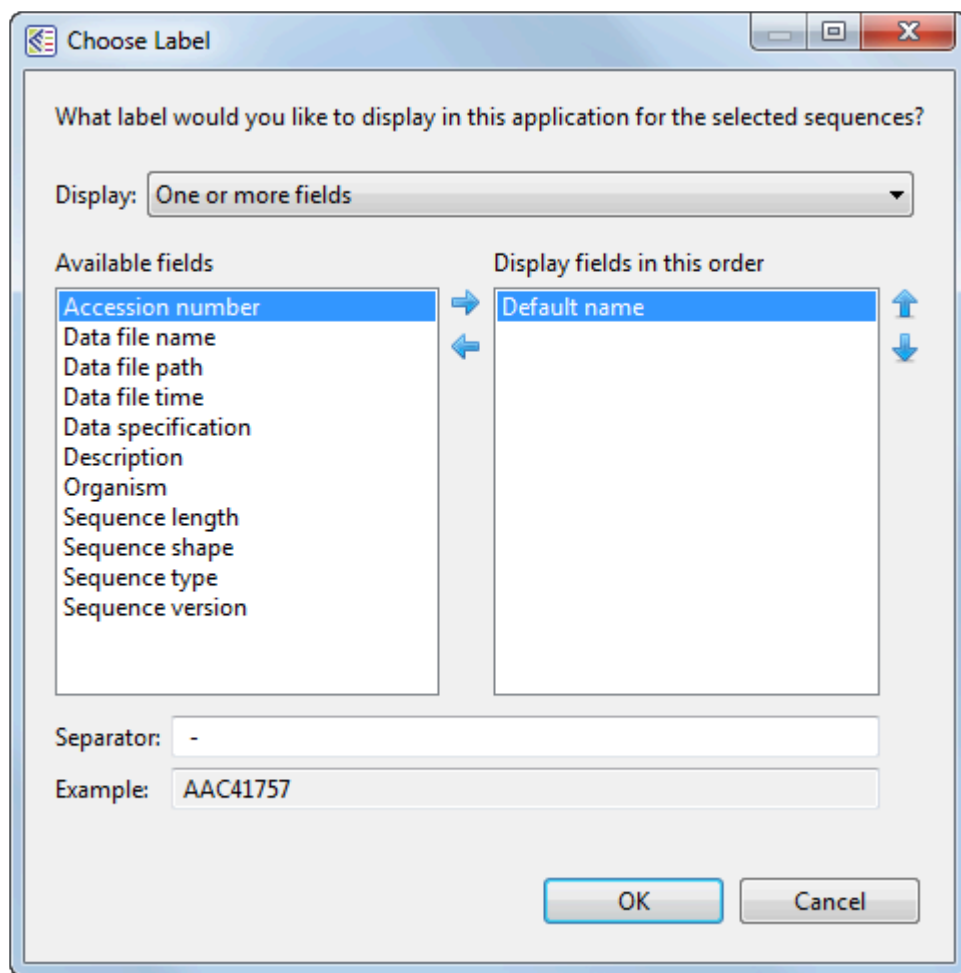 Choose Label
What label would you like to display in this application for the selected sequences?
Display: One or more fields
Available fields
Display fields in this order
Accession number
Data file name
Data file path
Data file time
Data specification
Description
Organism
Sequence length
Sequence shape
Sequence type
Sequence version
Default name
Separator: -
Example: AAC41757
OK
Cancel